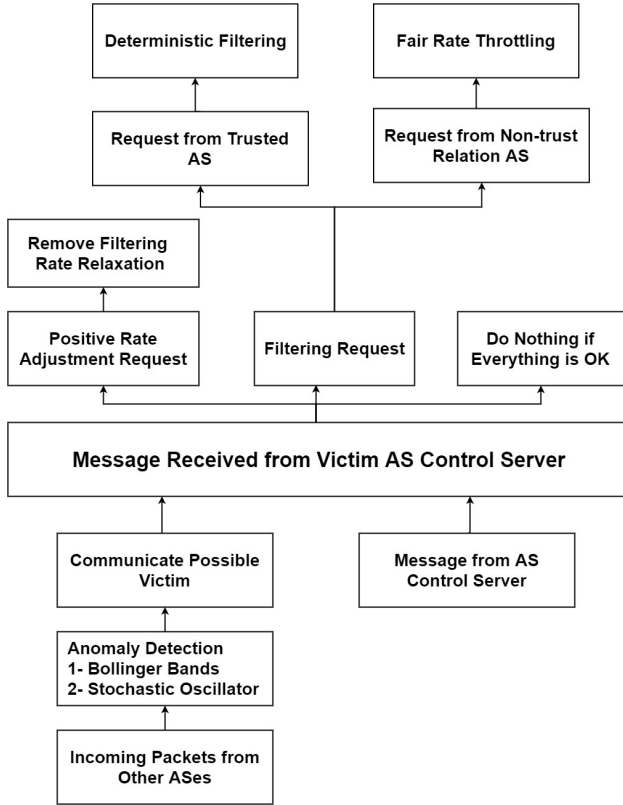 Deterministic Filtering
Fair Rate Throttling
Request from Trusted
AS
Request from Non-trust
Relation AS
Remove Filtering
Rate Relaxation
Positive Rate
Adjustment Request
Filtering Request
Do Nothing if
Everything is OK
Message Received from Victim AS Control Server
Communicate Possible
Victim
Message from AS
Control Server
Anomaly Detection
1- Bollinger Bands
2- Stochastic Oscillator
Incoming Packets from
Other ASes